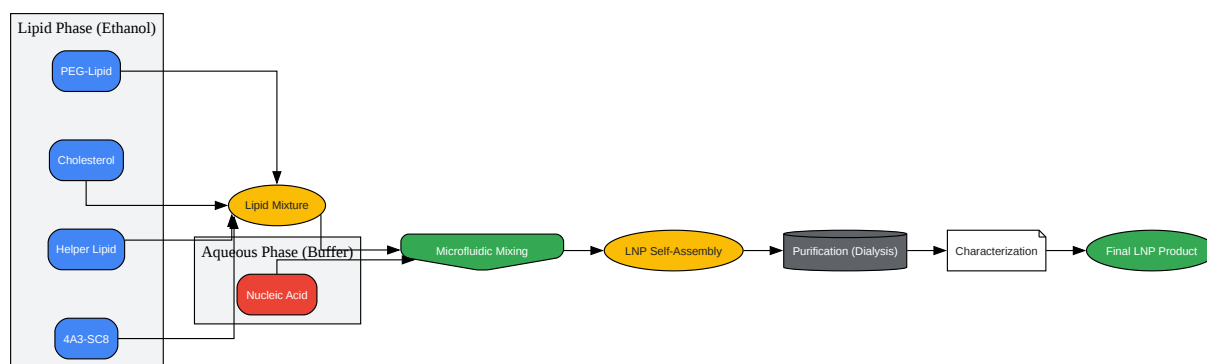 Lipid Phase (Ethanol)
PEG-Lipid
Cholesterol
Helper Lipid
4A3-SC8
Lipid Mixture
Aqueous Phase (Buffer)
Nucleic Acid
Microfluidic Mixing
LNP Self-Assembly
Purification (Dialysis)
Characterization
Final LNP Product